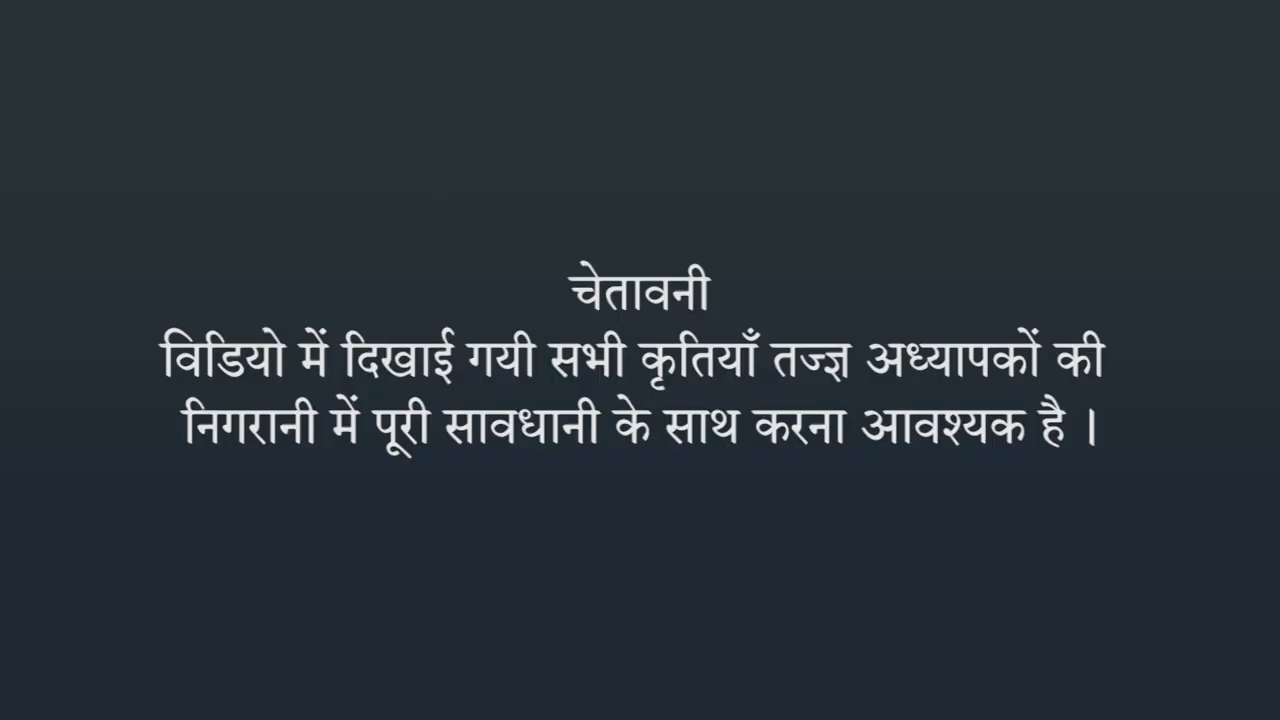 चेतावनी
विडियो में दिखाई गयी सभी कृतियाँ तज्ज्ञ अध्यापकों की
निगरानी में पूरी सावधानी के साथ करना आवश्यक है ।